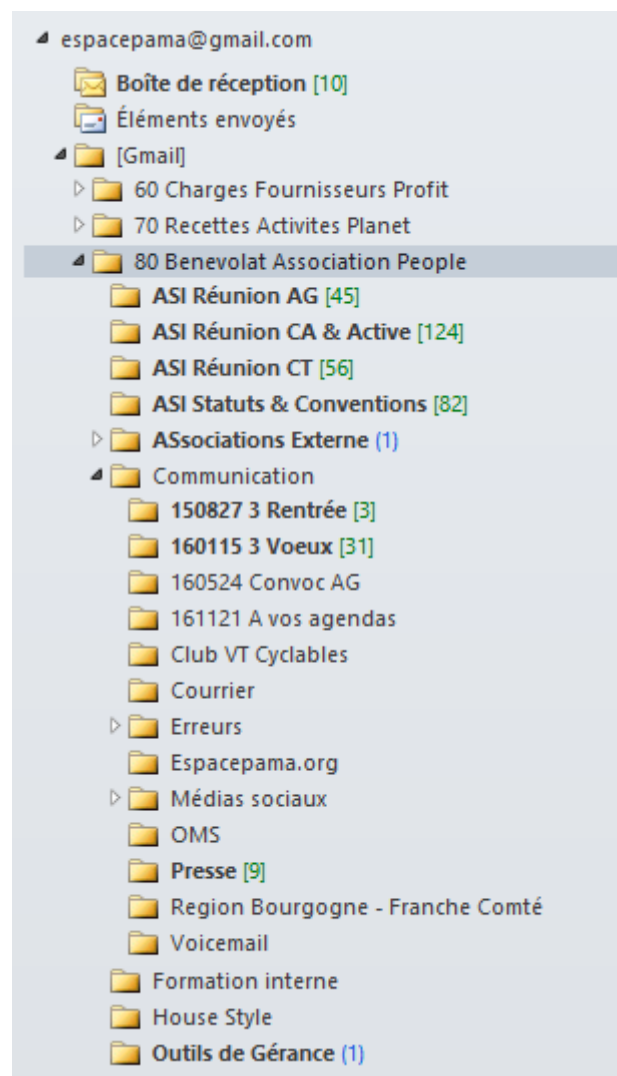 espacepama@gmail.com
Boîte de réception [10]
Éléments envoyés
[Gmail]
60 Charges Fournisseurs Profit
70 Recettes Activites Planet
80 Benevolat Association People
ASI Réunion AG [45]
ASI Réunion CA & Active [124]
ASI Réunion CT [56]
ASI Statuts & Conventions [82]
ASsociations Externe (1)
Communication
150827 3 Rentrée [3]
160115 3 Voeux [31]
160524 Convoc AG
161121 A vos agendas
Club VT Cyclables
Courrier
Erreurs
Espacepama.org
Médias sociaux
OMS
Presse [9]
Region Bourgogne - Franche Comté
Voicemail
Formation interne
House Style
Outils de Gérance (1)